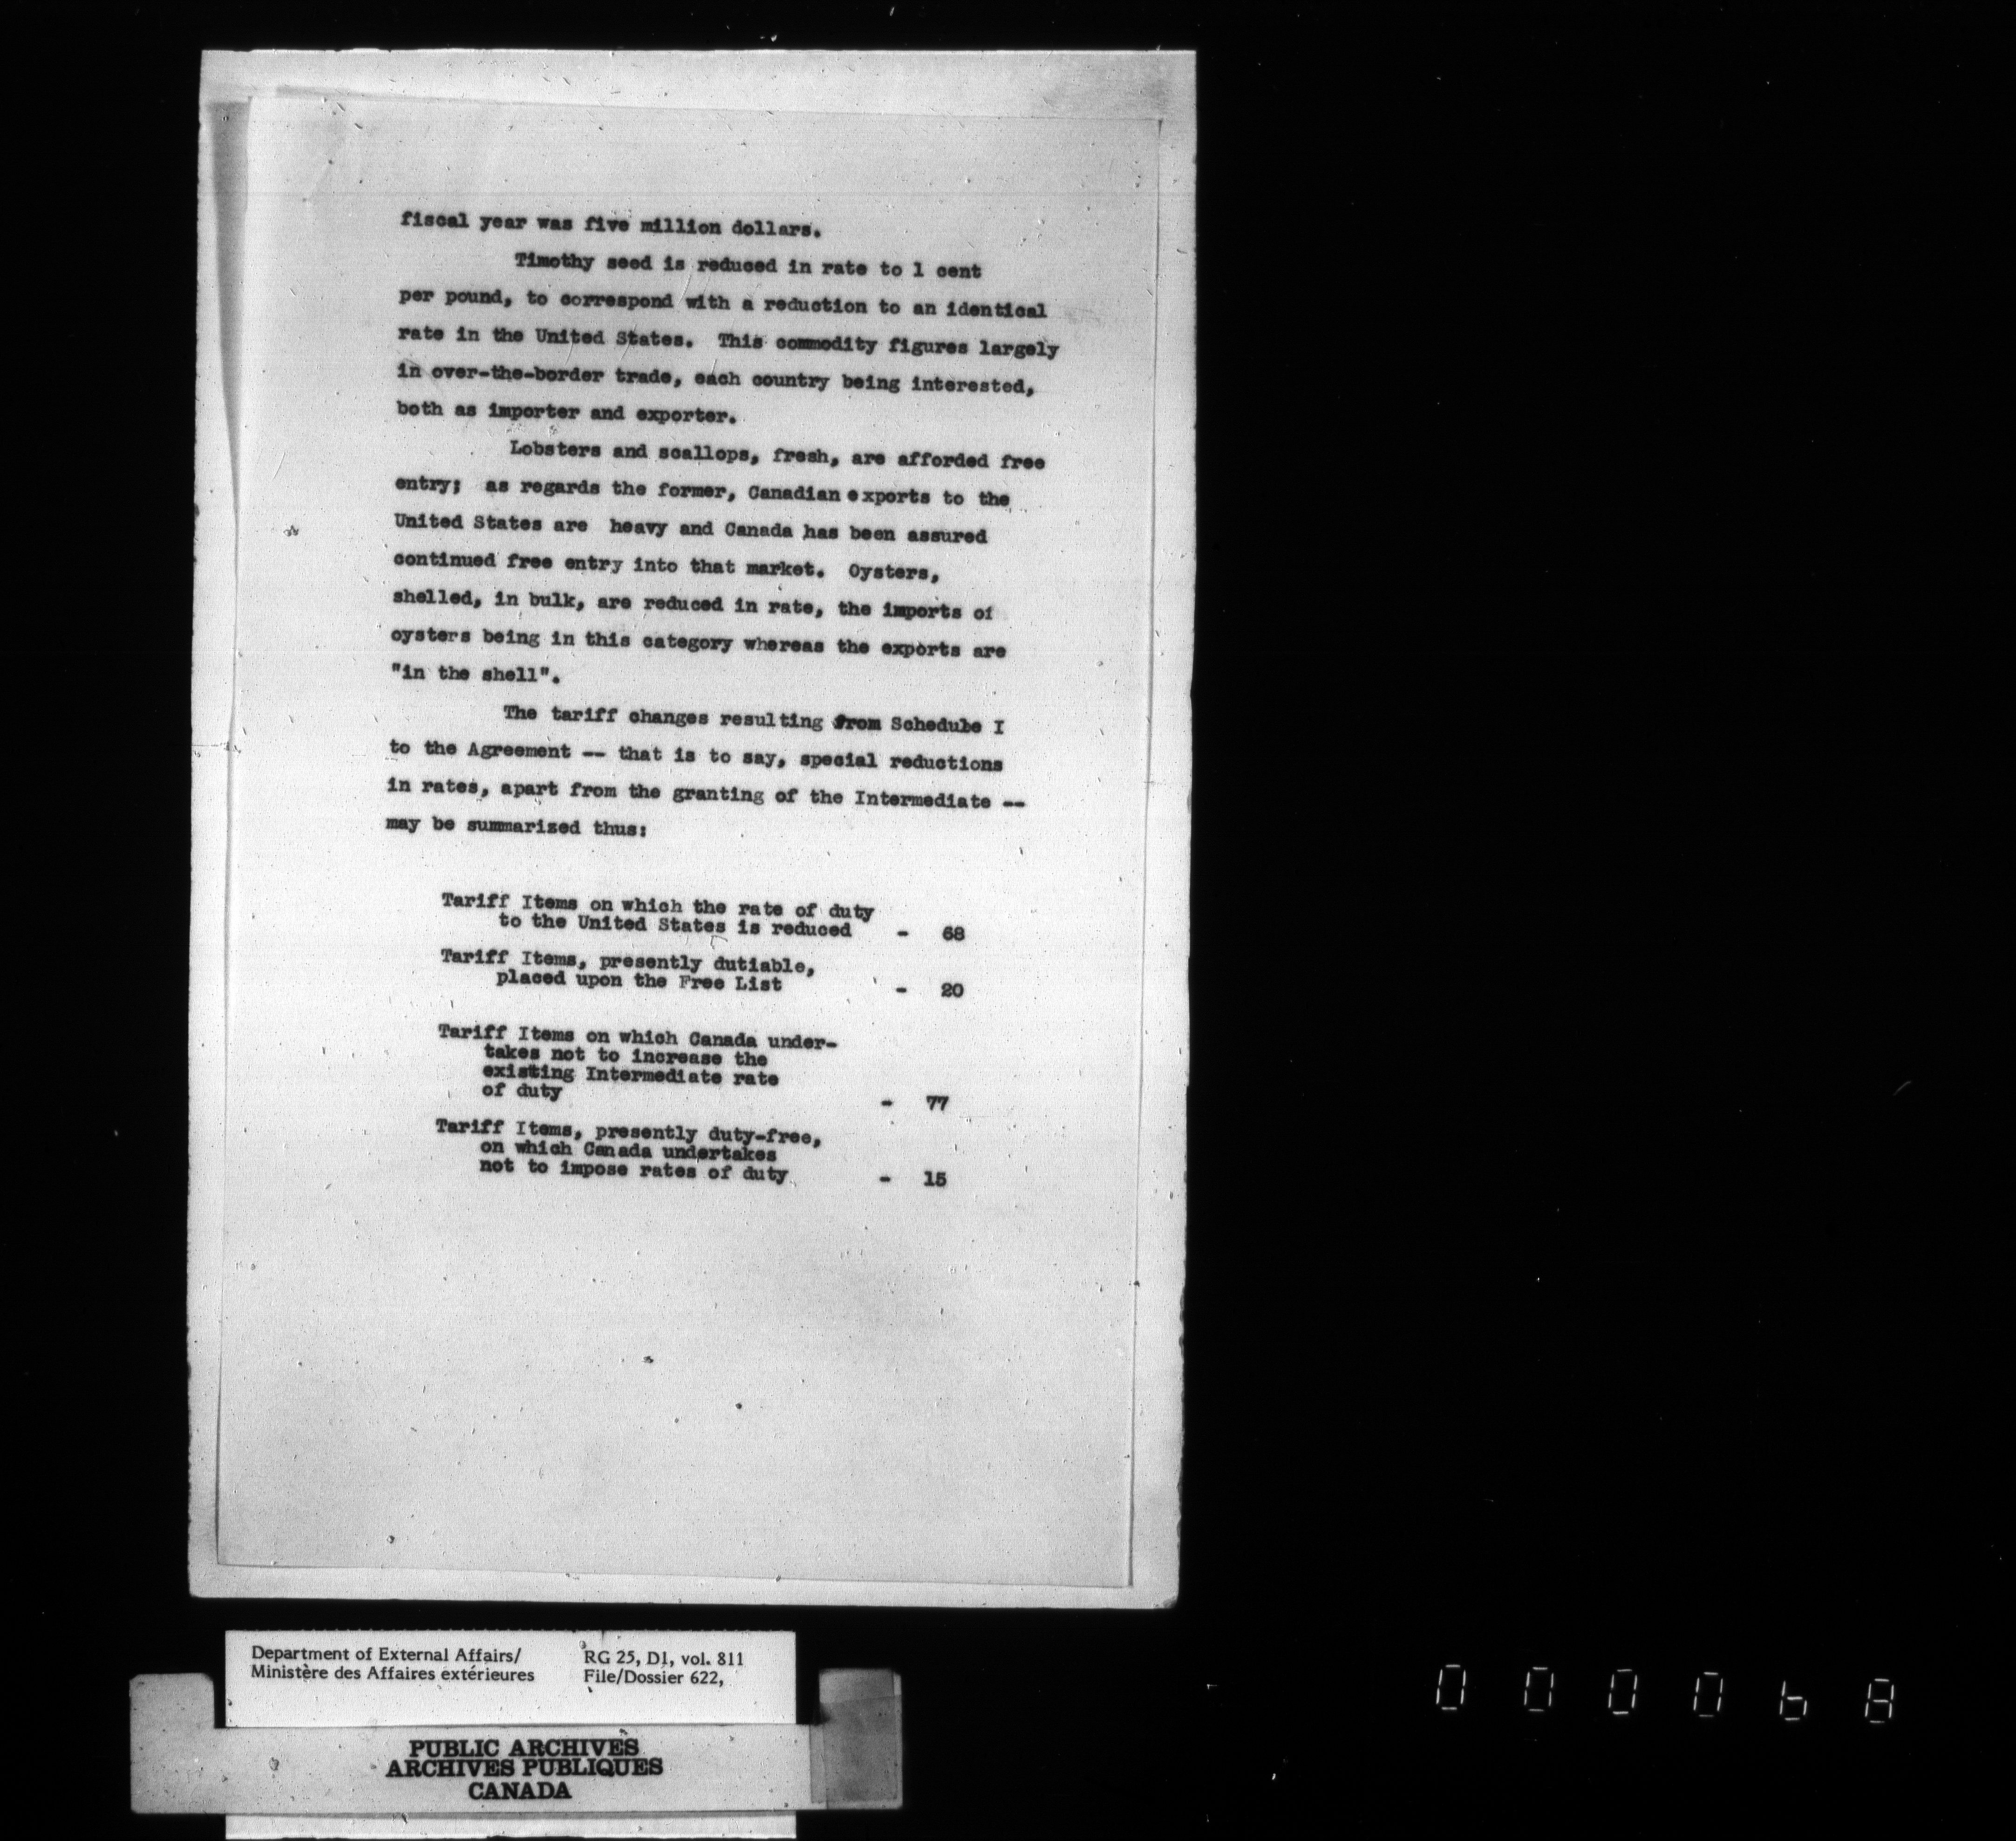 fiscal year was five million dollars.
Timothy seed is reduced in rate to 1 cent
per pound, to correspond with a reduction to an identical
rate in the United States. This commodity figures largely
in over-the-border trade, each country being interested,
both as importer and exporter.
Lobsters and scallops, fresh, are afforded free
entry; as regards the former, Canadian exports to the
United States are heavy and Canada has been assured
continued free entry into that market. Oysters,
shelled, in bulk, are reduced in rate, the imports of
oysters being in this category whereas the exports are
"in the shell".
The tariff changes resulting from Schedule I
to the Agreement -- that is to say, special reductions
in rates, apart from the granting of the Intermediate --
may be summarized thus:
Tariff Items on which the rate of duty
to the United States is reduced - 68
Tariff Items, presently dutiable,
placed upon the Free List - 20
Tariff Items on which Canada under-
takes not to increase the
existing Intermediate rate
of duty - 77
Tariff Items, presently duty-free,
on which Canada undertakes
not to impose rates of duty - 15
Department of External Affairs/ RG 25, D1, vol. 811
Ministère des Affaires extérieures File/Dossier 622,
PUBLIC ARCHIVES
ARCHIVES PUBLIQUES
CANADA
000068